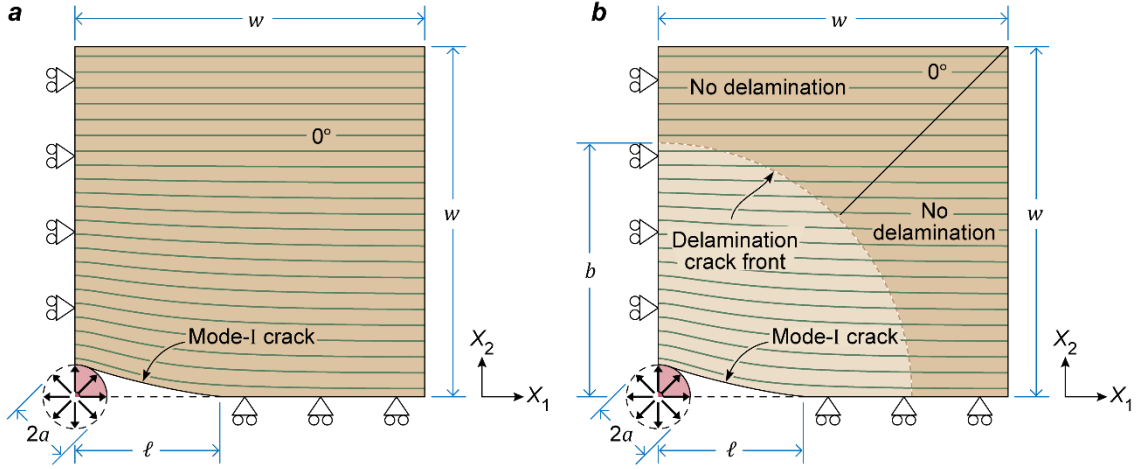 a
w
0°
w
Mode-I crack
X₂
X₁
2a
ℓ
b
w
0°
No delamination
No
delamination
w
Delamination
crack front
b
Mode-I crack
X₂
X₁
2a
ℓ